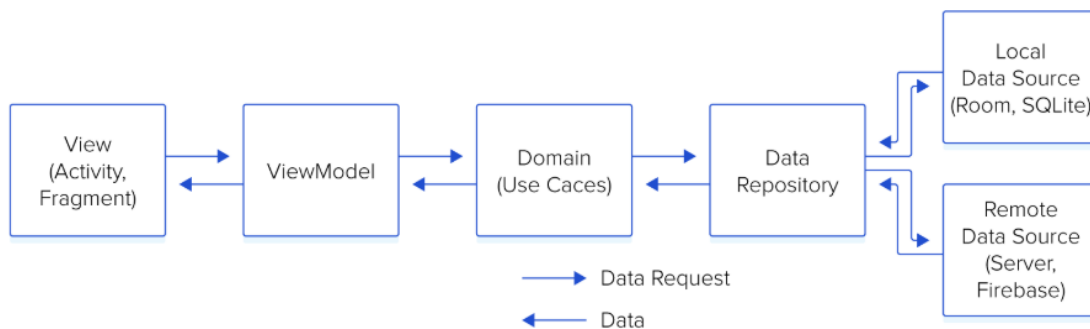 View
(Activity,
Fragment)
ViewModel
Domain
(Use Caces)
Data
Repository
Local
Data Source
(Room, SQLite)
Remote
Data Source
(Server,
Firebase)
Data Request
Data